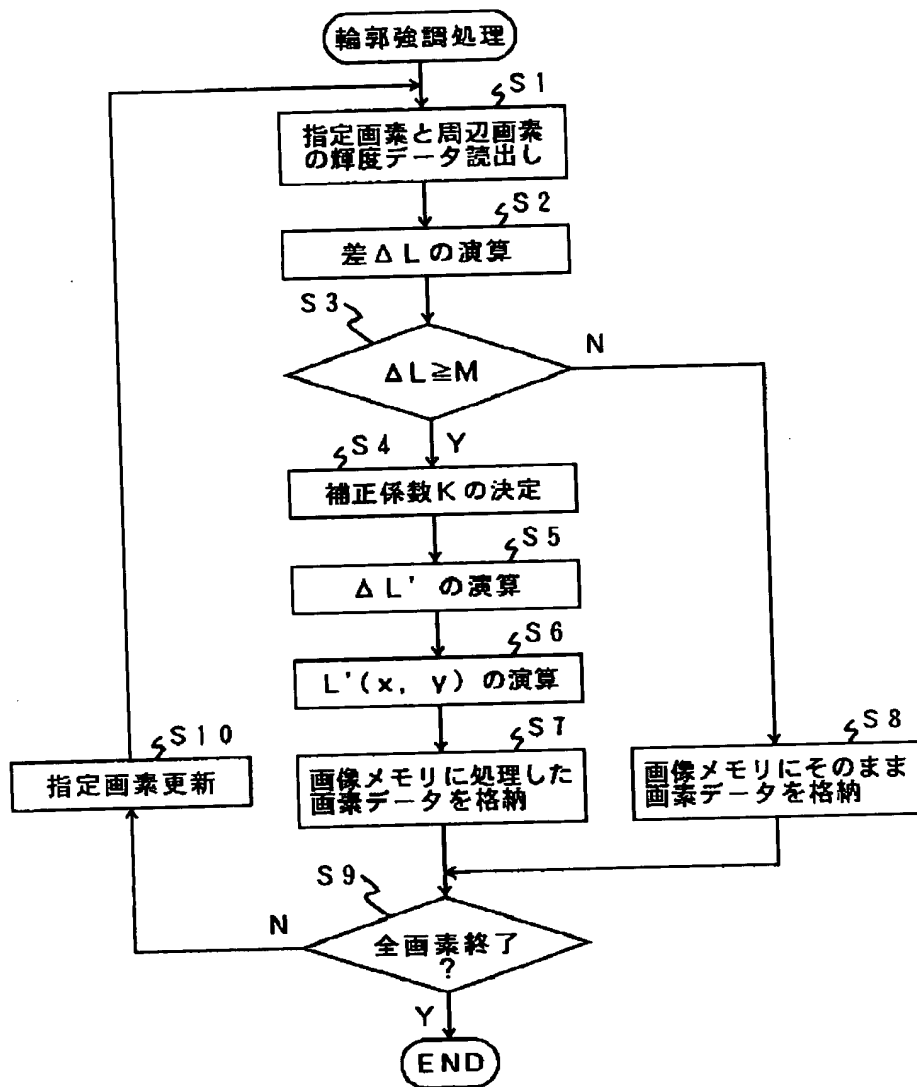 輪郭強調処理
S1
指定画素と周辺画素
の輝度データ読出し
S2
差ΔLの演算
S3
ΔL≧M
N
Y
S4
補正係数Kの決定
S5
ΔL'の演算
S6
L'(x, y)の演算
S7
画像メモリに処理した
画素データを格納
S8
画像メモリにそのまま
画素データを格納
S10
指定画素更新
S9
N
全画素終了
?
Y
END